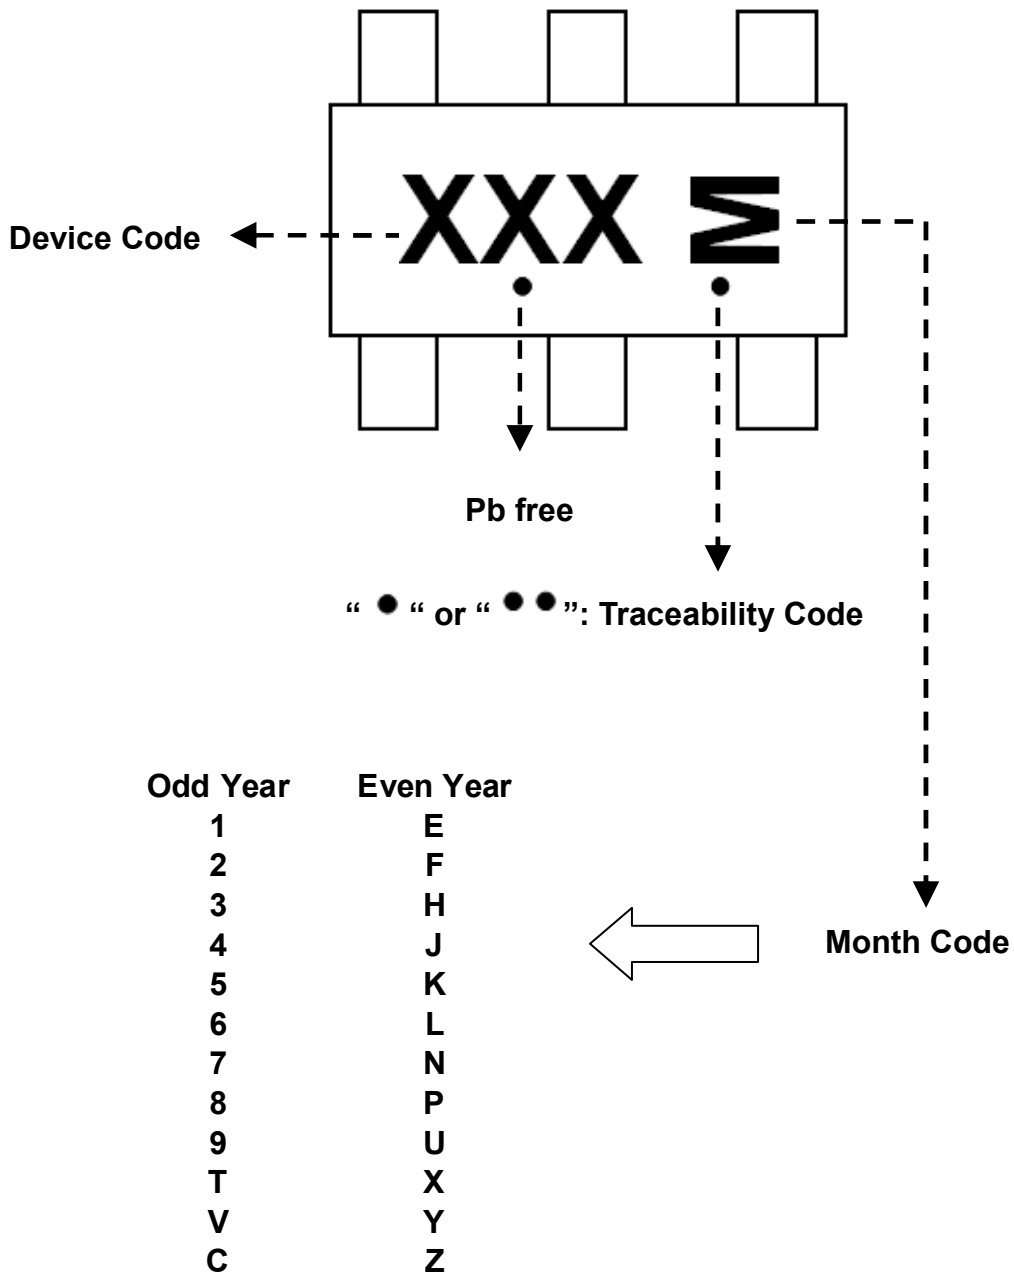 XXX M
Device Code
Pb free
“ • “ or “ • • ”: Traceability Code
Odd Year Even Year
1 E
2 F
3 H
4 J
Month Code
5 K
6 L
7 N
8 P
9 U
T X
V Y
C Z